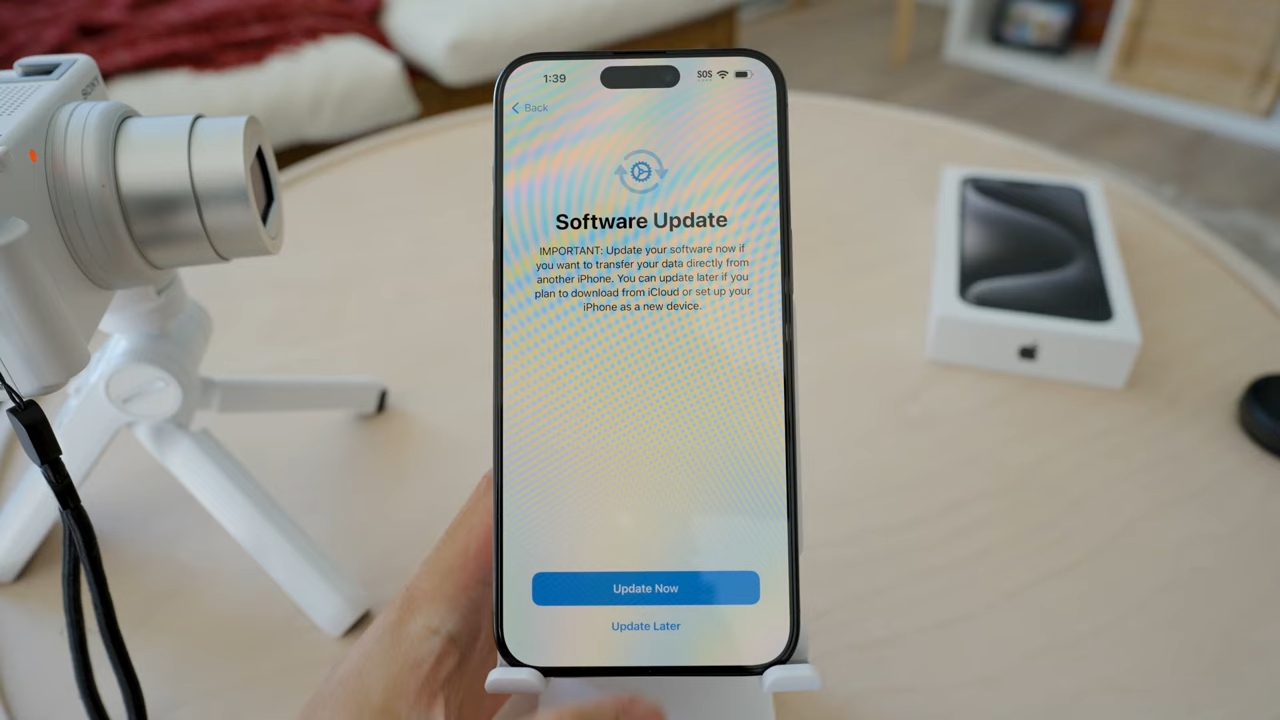 SONY
1:39
SOS
Back
Software Update
IMPORTANT: Update your software now if
you want to transfer your data directly from
another iPhone. You can update later if you
plan to download from iCloud or set up your
iPhone as a new device.
Update Now
Update Later